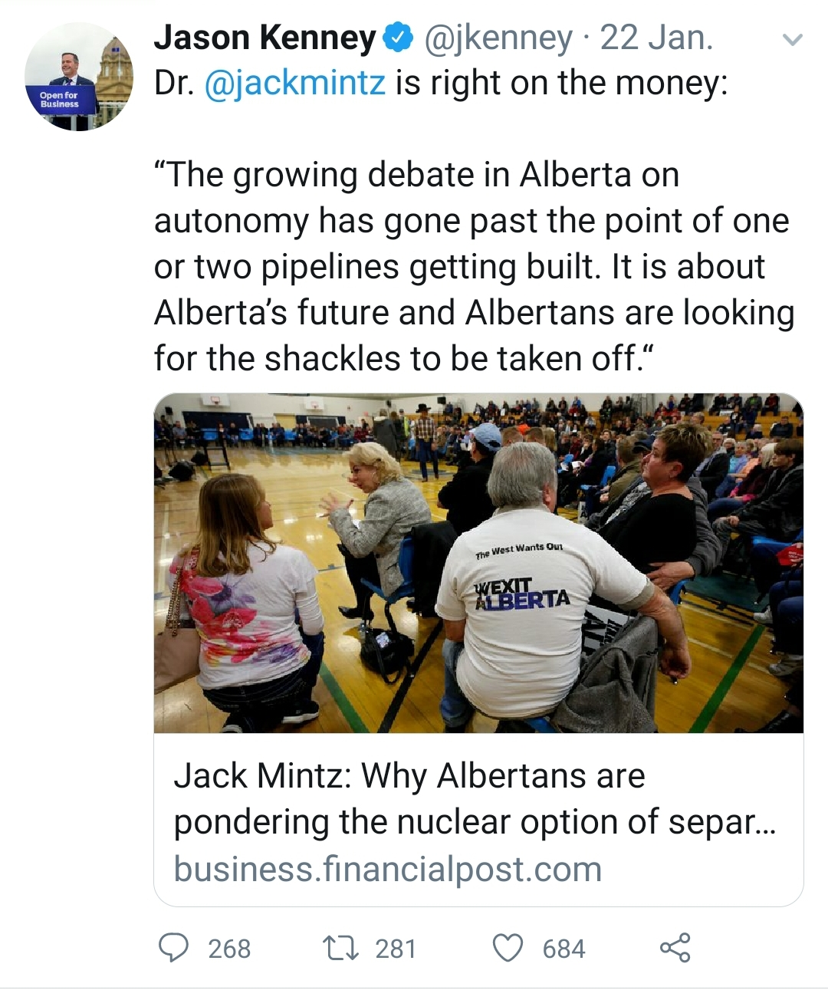 Jason Kenney @jkenney · 22 Jan.
Open for
Business
Dr. @jackmintz is right on the money:
“The growing debate in Alberta on
autonomy has gone past the point of one
or two pipelines getting built. It is about
Alberta’s future and Albertans are looking
for the shackles to be taken off.“
The West Wants Out
WEXIT
ALBERTA
Jack Mintz: Why Albertans are
pondering the nuclear option of separ...
business.financialpost.com
268 281 684